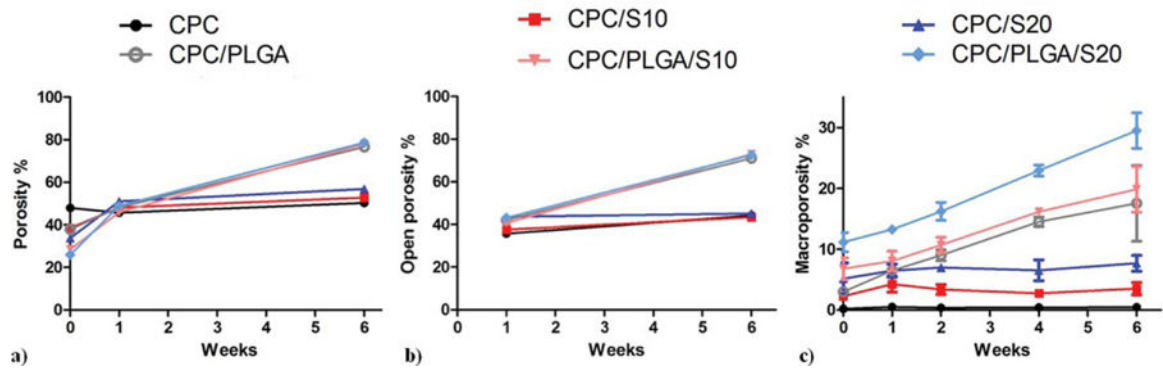 CPC
CPC/PLGA
CPC/S10
CPC/PLGA/S10
CPC/S20
CPC/PLGA/S20
Porosity %
100
80
60
40
20
0
0 1 2 3 4 5 6
Weeks
a)
Open porosity %
100
80
60
40
20
0
0 1 2 3 4 5 6
Weeks
b)
Macroporosity %
30
20
10
0
0 1 2 3 4 5 6
Weeks
c)